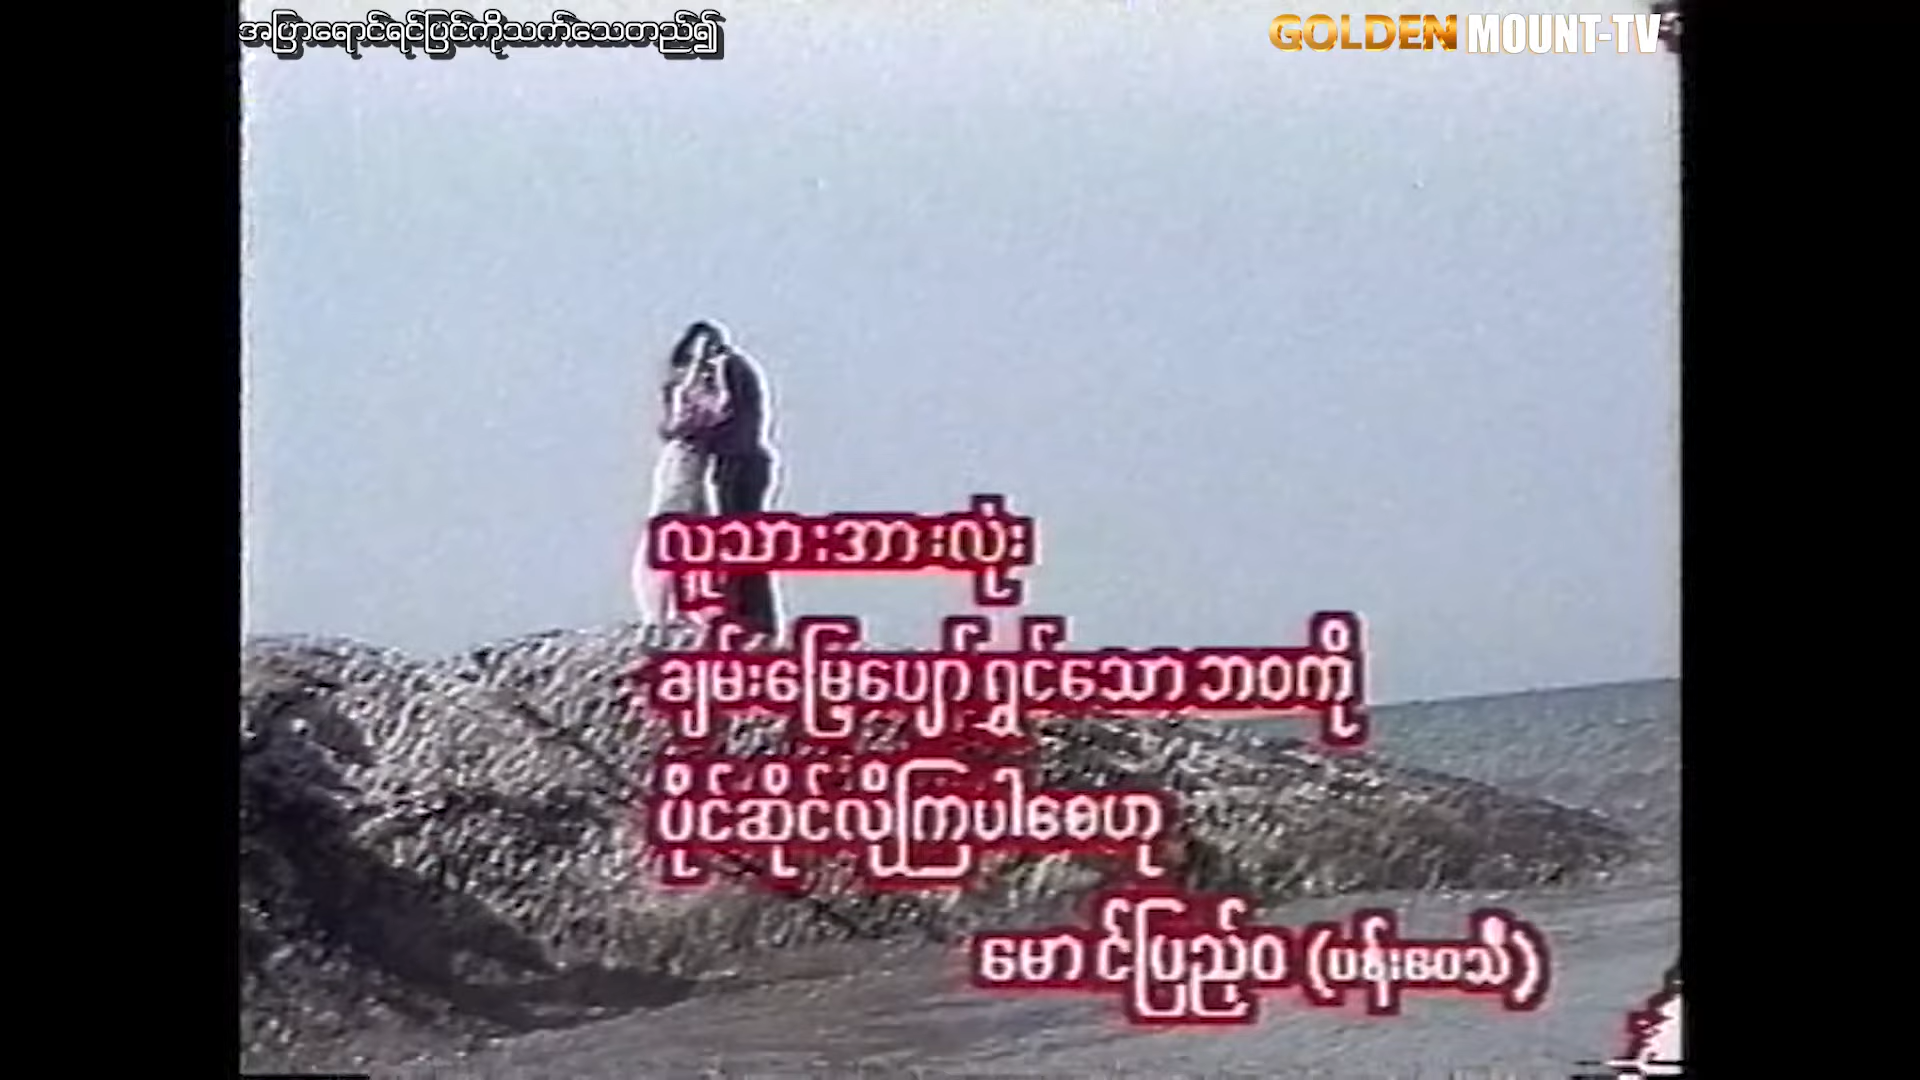 အပြာရောင်ရင်ပြင်ကိုသက်သေတည်၍
GOLDEN MOUNT-TV
လူသားအားလုံး
ချမ်းမြေ့ပျော်ရွှင်သောဘဝကို
ပိုင်ဆိုင်လို့ကြပါစေဟု
မောင်ပြည့်ဝ (ပန်းဝေသီ)